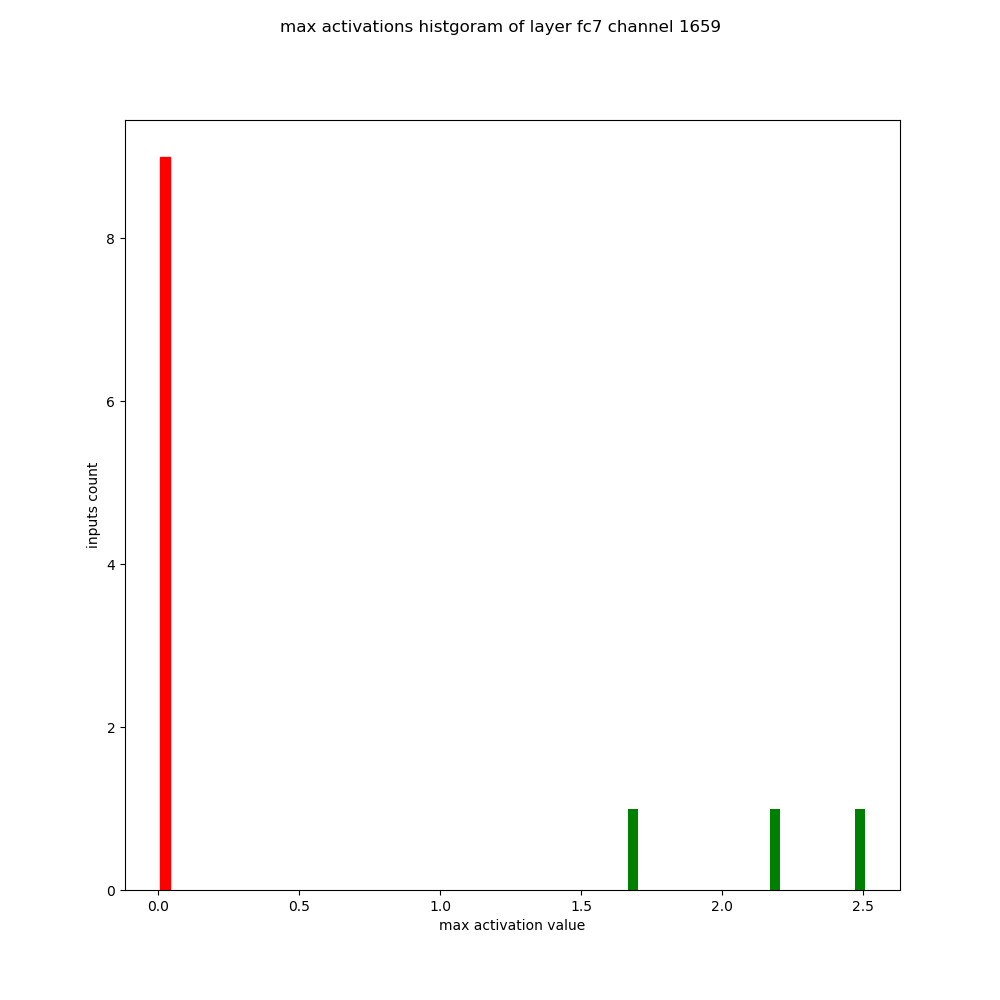 max activations histgoram of layer fc7 channel 1659
8
6
4
2
0
inputs count
0.0 0.5 1.0 1.5 2.0 2.5
max activation value